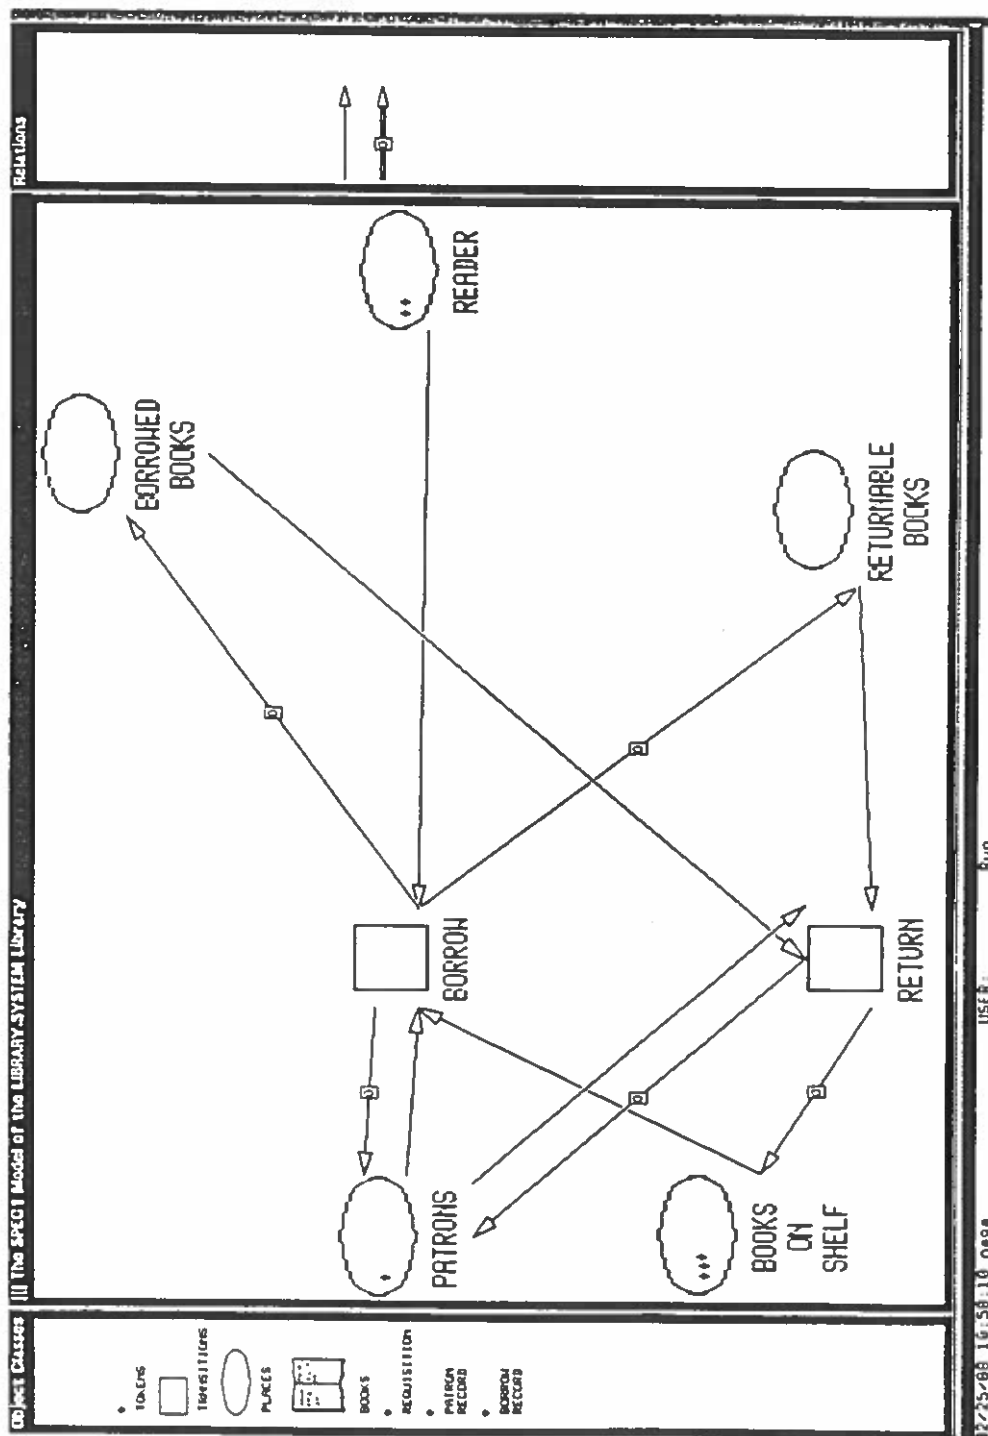 Object Classes
The SPEC1 Model of the LIBRARY.SYSTEM Library
Relations
TOKENS
TRANSITIONS
PLACES
BOOKS
REQUISITION
PATRON
RECORD
BORROW
RECORD
PATRONS
BORROW
BORROWED
BOOKS
READER
BOOKS
ON
SHELF
RETURN
RETURNABLE
BOOKS
USER:
Run